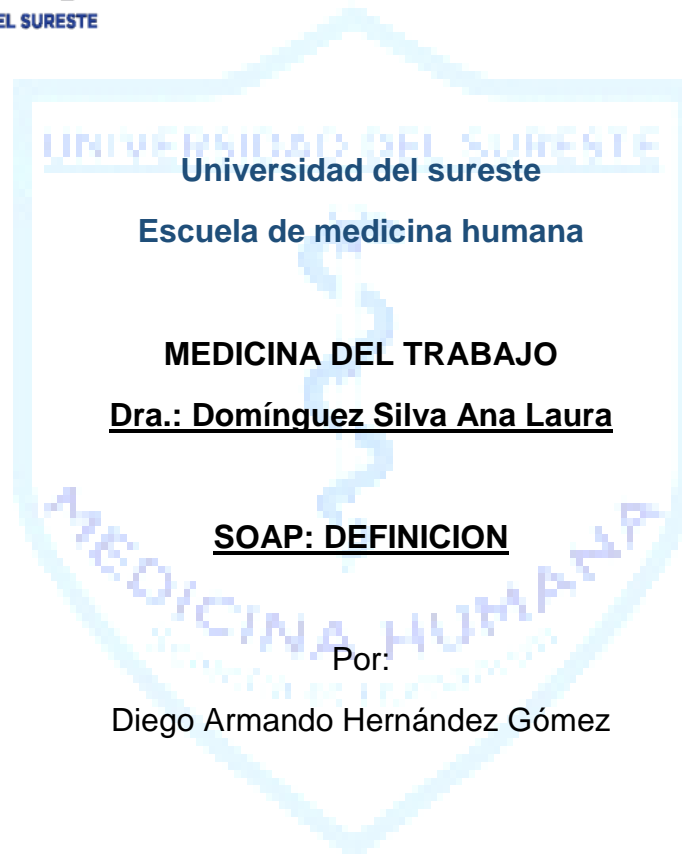 EL SURESTE
UNIVERSIDAD DEL SURESTE
Universidad del sureste
Escuela de medicina humana
MEDICINA DEL TRABAJO
Dra.: Domínguez Silva Ana Laura
SOAP: DEFINICION
MEDICINA HUMANA
Por:
Diego Armando Hernández Gómez